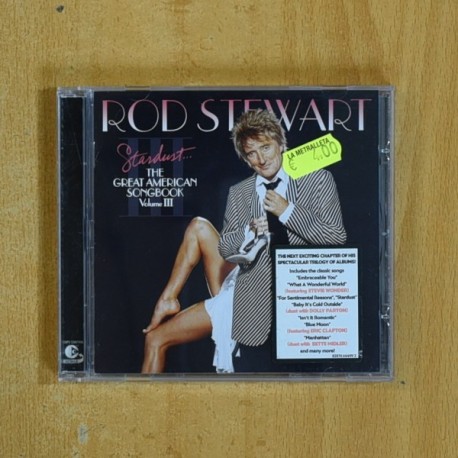 ROD STEWART
Stardust...
THE
GREAT AMERICAN
SONGBOOK
Volume III
III
LA METRALLETA
€ 4,00
THE NEXT EXCITING CHAPTER OF HIS
SPECTACULAR TRILOGY OF ALBUMS!
Includes the classic songs
"Embraceable You"
"What A Wonderful World"
(featuring STEVIE WONDER)
"For Sentimental Reasons", "Stardust"
"Baby It's Cold Outside"
(duet with DOLLY PARTON)
"Isn't It Romantic"
"Blue Moon"
(featuring ERIC CLAPTON)
"Manhattan"
(duet with BETTE MIDLER)
and many more!